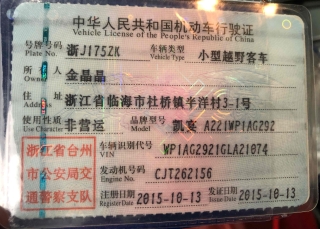 中华人民共和国机动车行驶证
Vehicle License of the People's Republic of China
号牌号码 Plate No. 浙J1752K 车辆类型 Vehicle Type 小型越野客车
所有人 金晶晶
住址 浙江省临海市杜桥镇半洋村3-1号
使用性质 Use Character 非营运 品牌型号 Model 凯宴 AZ21WP1AG292
浙江省台州 车辆识别代号 VIN WP1AG2921GLA21074
市公安局交 发动机号码 Engine No. CJT262156
通警察支队 注册日期 Register Date 2015-10-13 发证日期 Issue Date 2015-10-13